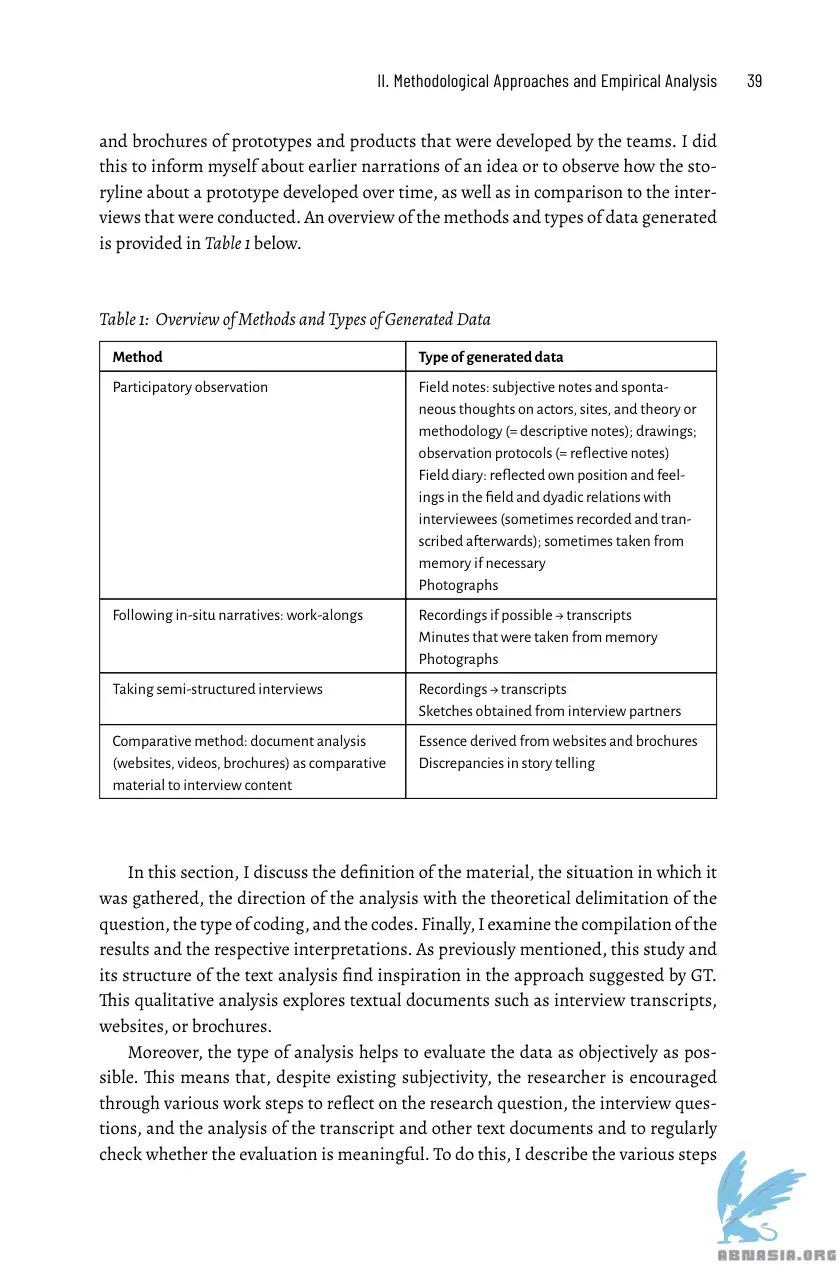 II. Methodological Approaches and Empirical Analysis 39
and brochures of prototypes and products that were developed by the teams. I did
this to inform myself about earlier narrations of an idea or to observe how the sto-
ryline about a prototype developed over time, as well as in comparison to the inter-
views that were conducted. An overview of the methods and types of data generated
is provided in Table 1 below.
Table 1: Overview of Methods and Types of Generated Data
Method
Type of generated data
Participatory observation
Field notes: subjective notes and sponta-
neous thoughts on actors, sites, and theory or
methodology (= descriptive notes); drawings;
observation protocols (= reflective notes)
Field diary: reflected own position and feel-
ings in the field and dyadic relations with
interviewees (sometimes recorded and tran-
scribed afterwards); sometimes taken from
memory if necessary
Photographs
Following in-situ narratives: work-alongs
Recordings if possible → transcripts
Minutes that were taken from memory
Photographs
Taking semi-structured interviews
Recordings → transcripts
Sketches obtained from interview partners
Comparative method: document analysis
(websites, videos, brochures) as comparative
material to interview content
Essence derived from websites and brochures
Discrepancies in story telling
In this section, I discuss the definition of the material, the situation in which it
was gathered, the direction of the analysis with the theoretical delimitation of the
question, the type of coding, and the codes. Finally, I examine the compilation of the
results and the respective interpretations. As previously mentioned, this study and
its structure of the text analysis find inspiration in the approach suggested by GT.
This qualitative analysis explores textual documents such as interview transcripts,
websites, or brochures.
Moreover, the type of analysis helps to evaluate the data as objectively as pos-
sible. This means that, despite existing subjectivity, the researcher is encouraged
through various work steps to reflect on the research question, the interview ques-
tions, and the analysis of the transcript and other text documents and to regularly
check whether the evaluation is meaningful. To do this, I describe the various steps
ABNASIA.ORG